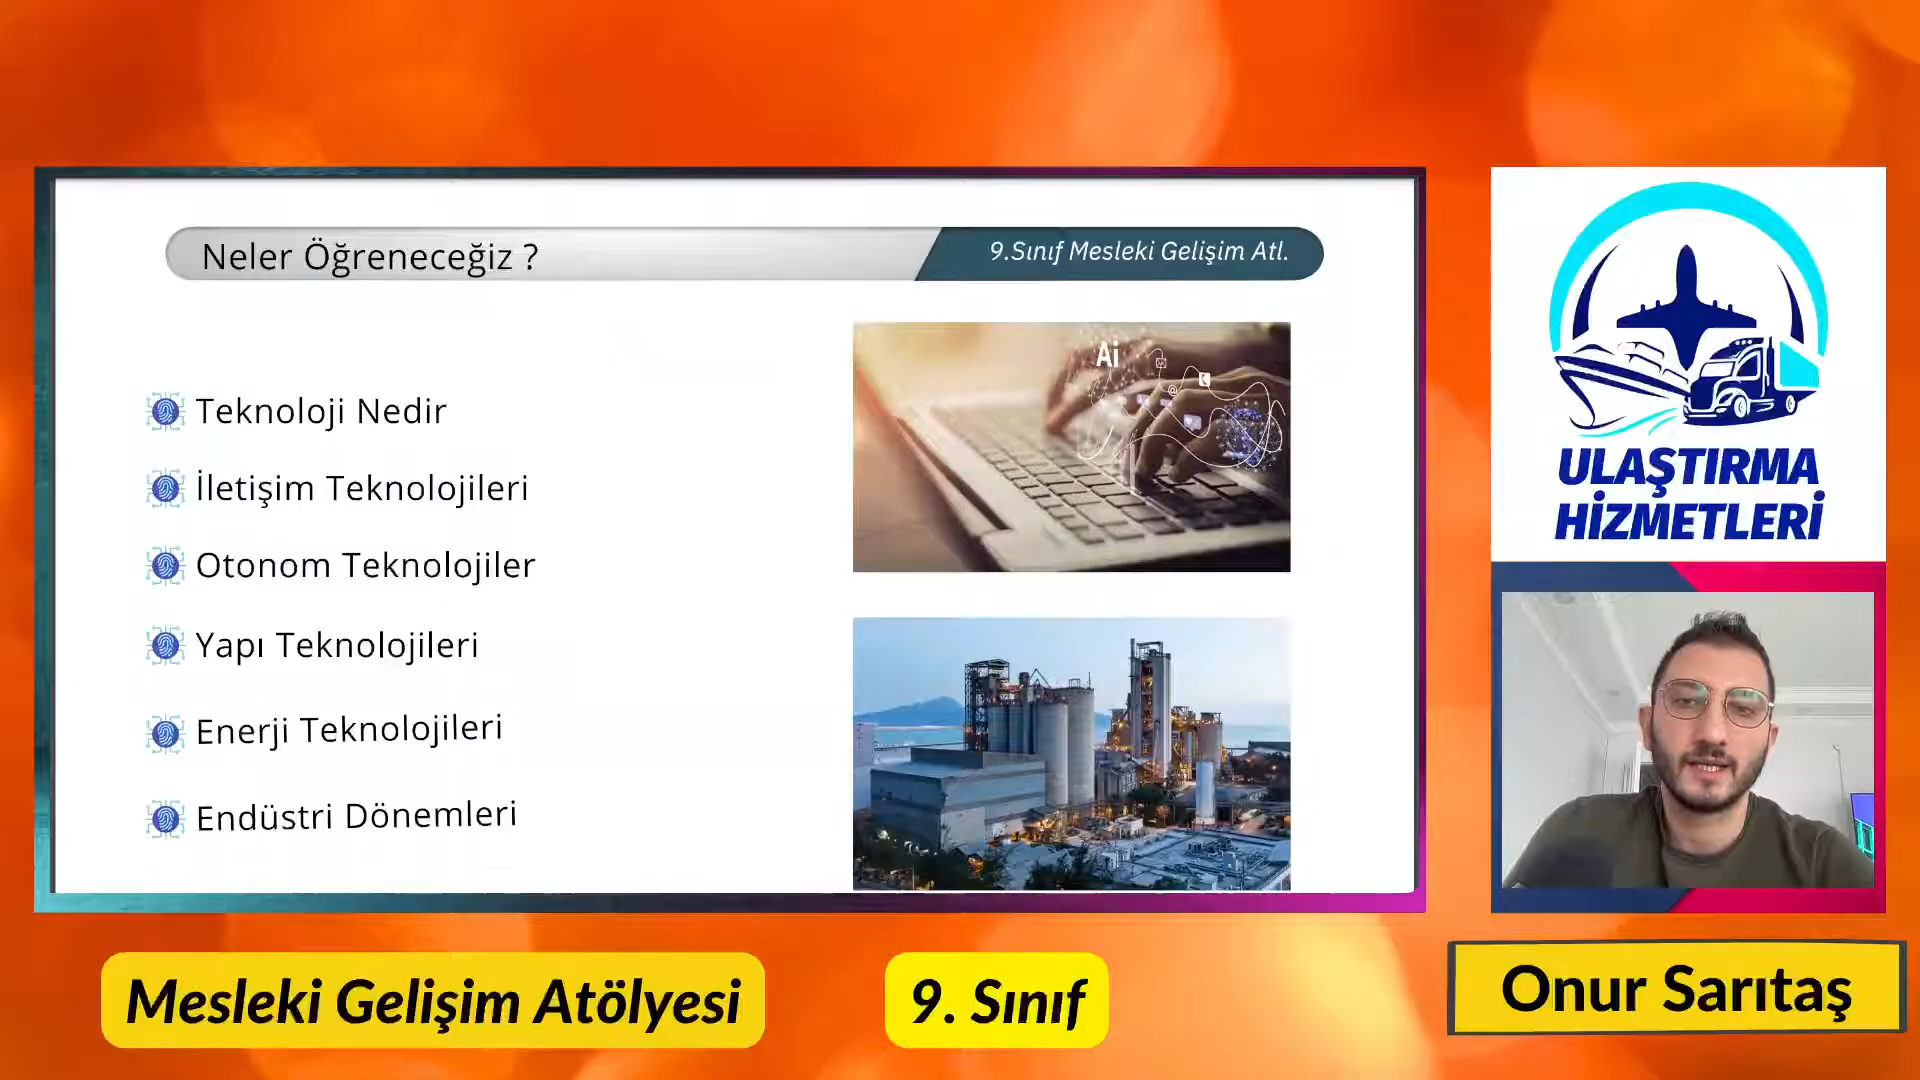 Neler Öğreneceğiz ?
9.Sınıf Mesleki Gelişim Atl.
Teknoloji Nedir
İletişim Teknolojileri
Otonom Teknolojiler
Yapı Teknolojileri
Enerji Teknolojileri
Endüstri Dönemleri
Ai
ULAŞTIRMA
HİZMETLERİ
Mesleki Gelişim Atölyesi
9. Sınıf
Onur Sarıtaş